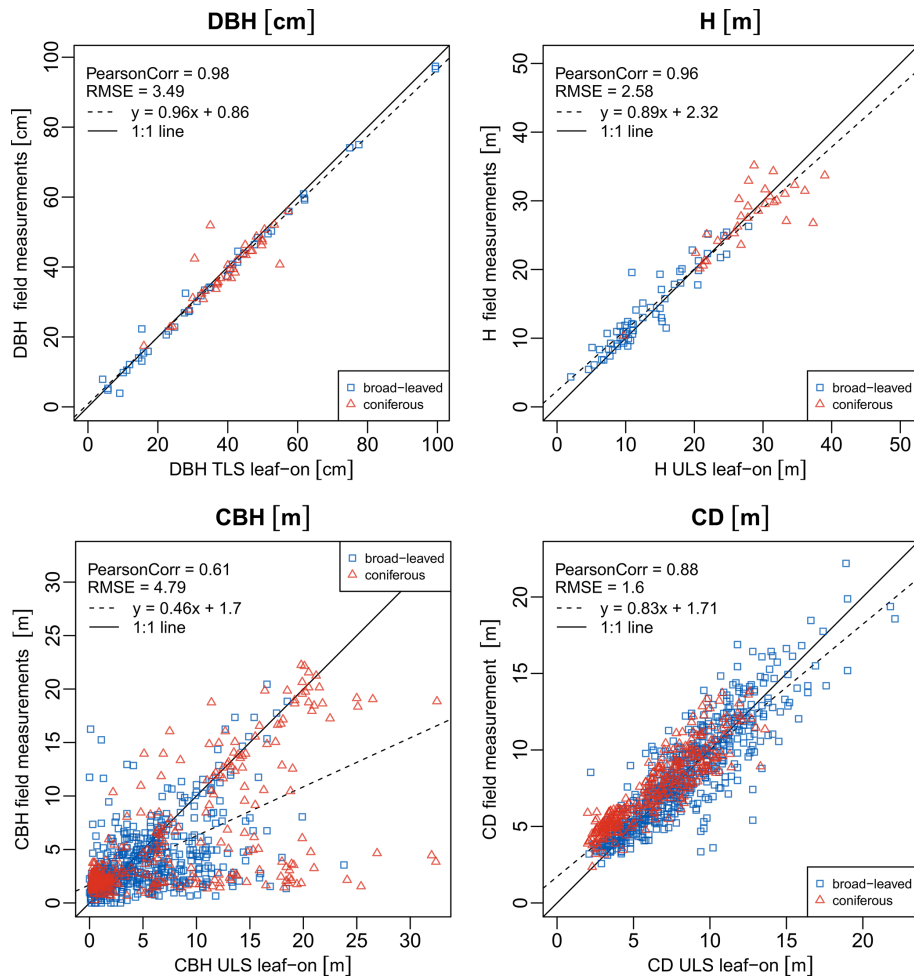 DBH [cm]
PearsonCorr = 0.98
RMSE = 3.49
y = 0.96x + 0.86
1:1 line
DBH field measurements [cm]
0
20
40
60
80
100
broad-leaved
coniferous
0
20
40
60
80
100
DBH TLS leaf-on [cm]
H [m]
PearsonCorr = 0.96
RMSE = 2.58
y = 0.89x + 2.32
1:1 line
H field measurements [m]
0
10
20
30
40
50
broad-leaved
coniferous
0
10
20
30
40
50
H ULS leaf-on [m]
CBH [m]
PearsonCorr = 0.61
RMSE = 4.79
y = 0.46x + 1.7
1:1 line
broad-leaved
coniferous
CBH field measurements [m]
0
5
10
15
20
25
30
0
5
10
15
20
25
30
CBH ULS leaf-on [m]
CD [m]
PearsonCorr = 0.88
RMSE = 1.6
y = 0.83x + 1.71
1:1 line
CD field measurement [m]
0
5
10
15
20
broad-leaved
coniferous
0
5
10
15
20
CD ULS leaf-on [m]